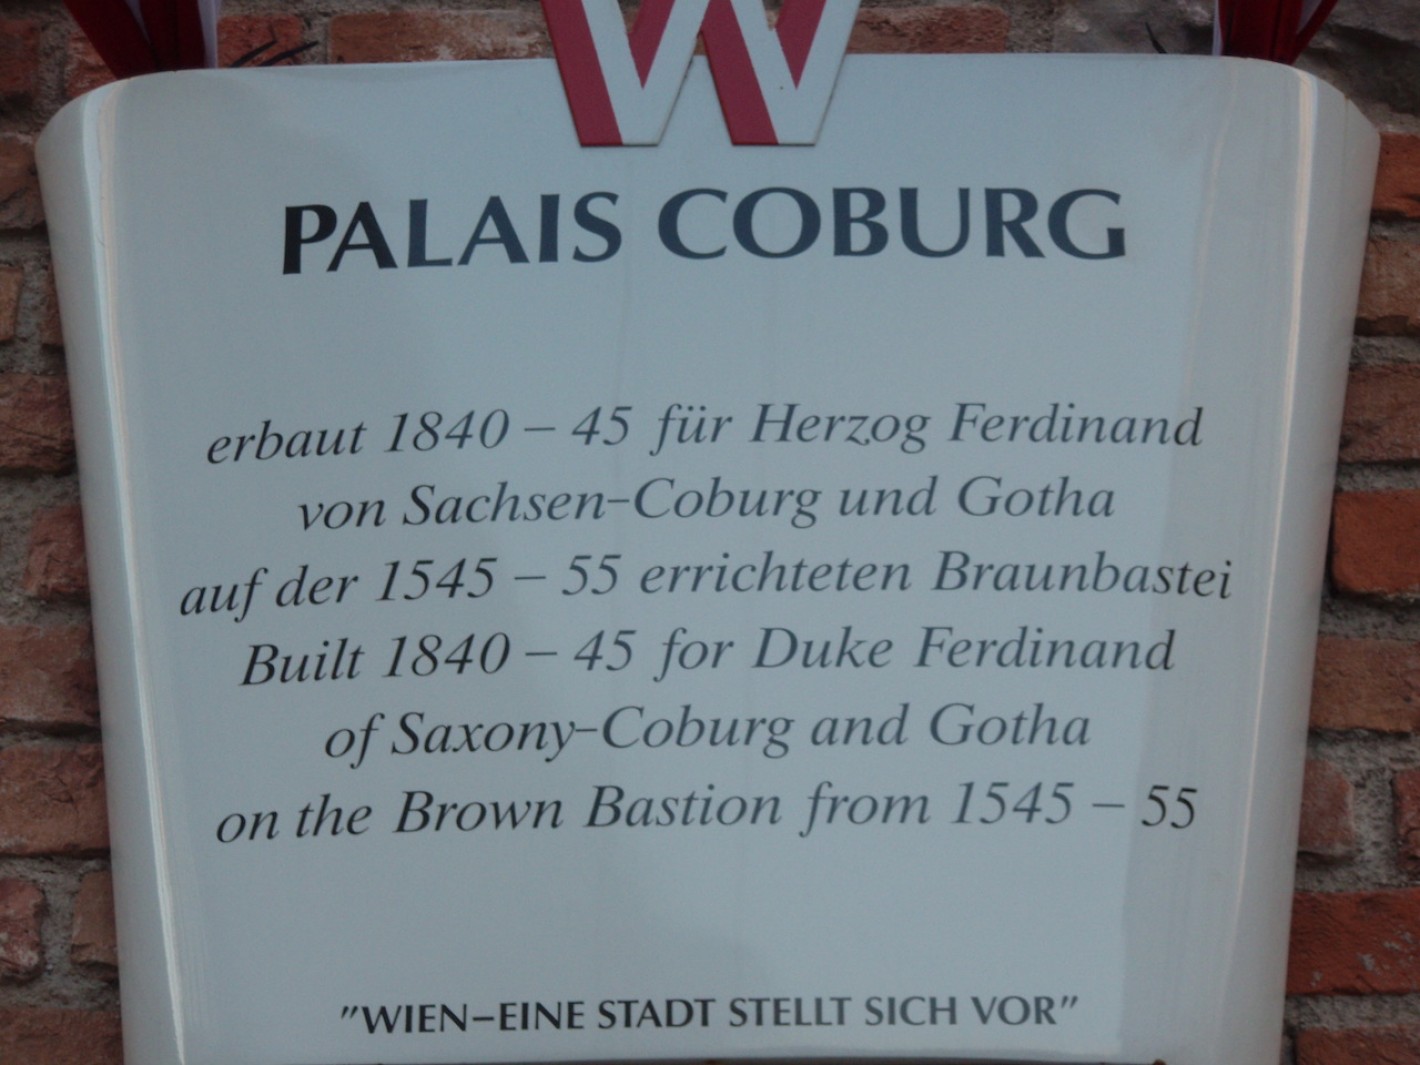 W
PALAIS COBURG
erbaut 1840 – 45 für Herzog Ferdinand
von Sachsen-Coburg und Gotha
auf der 1545 – 55 errichteten Braunbastei
Built 1840 – 45 for Duke Ferdinand
of Saxony-Coburg and Gotha
on the Brown Bastion from 1545 – 55
"WIEN-EINE STADT STELLT SICH VOR"